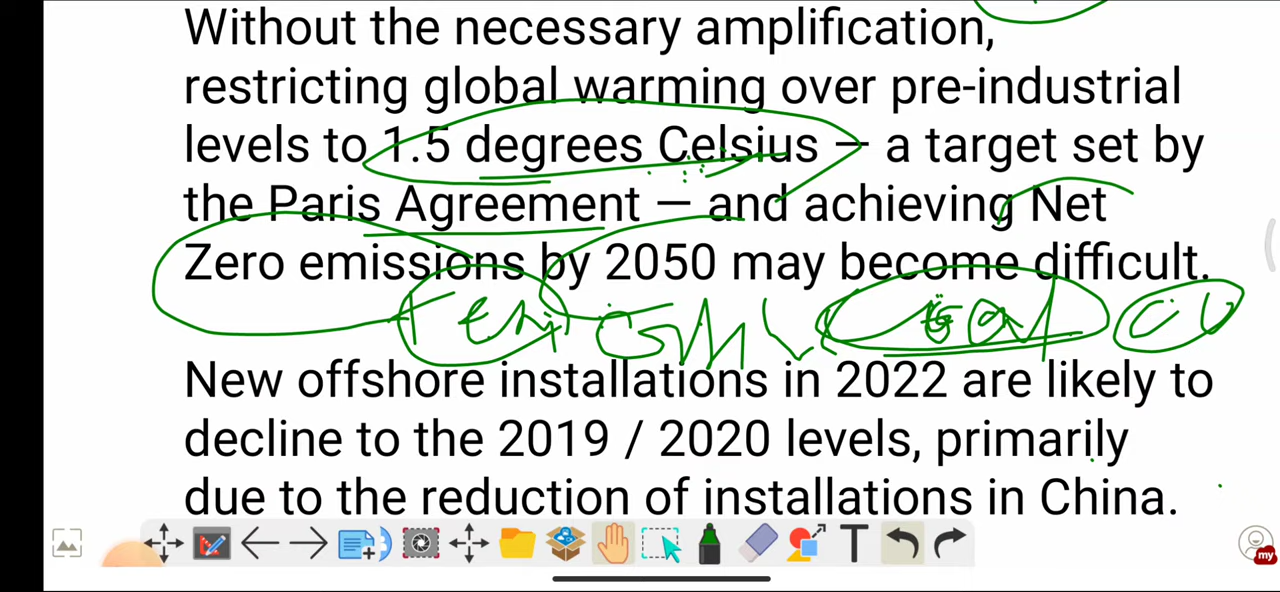 Without the necessary amplification,
restricting global warming over pre-industrial
levels to 1.5 degrees Celsius — a target set by
the Paris Agreement — and achieving Net
Zero emissions by 2050 may become difficult.
New offshore installations in 2022 are likely to
decline to the 2019 / 2020 levels, primarily
due to the reduction of installations in China.
T
my